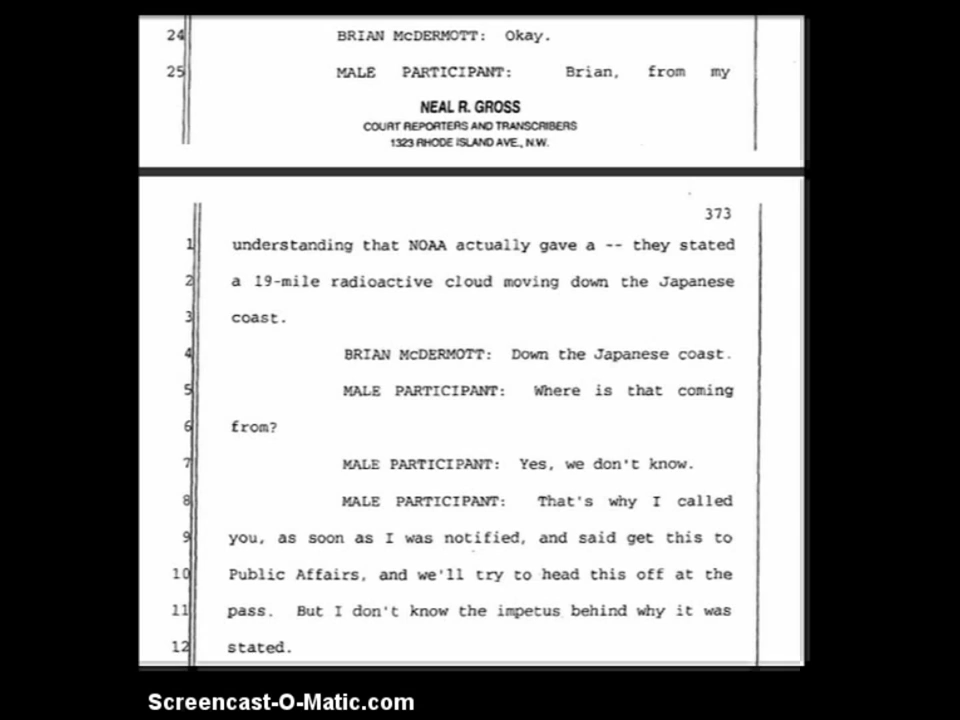 24 BRIAN McDERMOTT: Okay.
25 MALE PARTICIPANT: Brian, from my
NEAL R. GROSS
COURT REPORTERS AND TRANSCRIBERS
1323 RHODE ISLAND AVE., N.W.
373
1 understanding that NOAA actually gave a -- they stated
2 a 19-mile radioactive cloud moving down the Japanese
3 coast.
4 BRIAN McDERMOTT: Down the Japanese coast.
5 MALE PARTICIPANT: Where is that coming
6 from?
7 MALE PARTICIPANT: Yes, we don't know.
8 MALE PARTICIPANT: That's why I called
9 you, as soon as I was notified, and said get this to
10 Public Affairs, and we'll try to head this off at the
11 pass. But I don't know the impetus behind why it was
12 stated.
Screencast-O-Matic.com